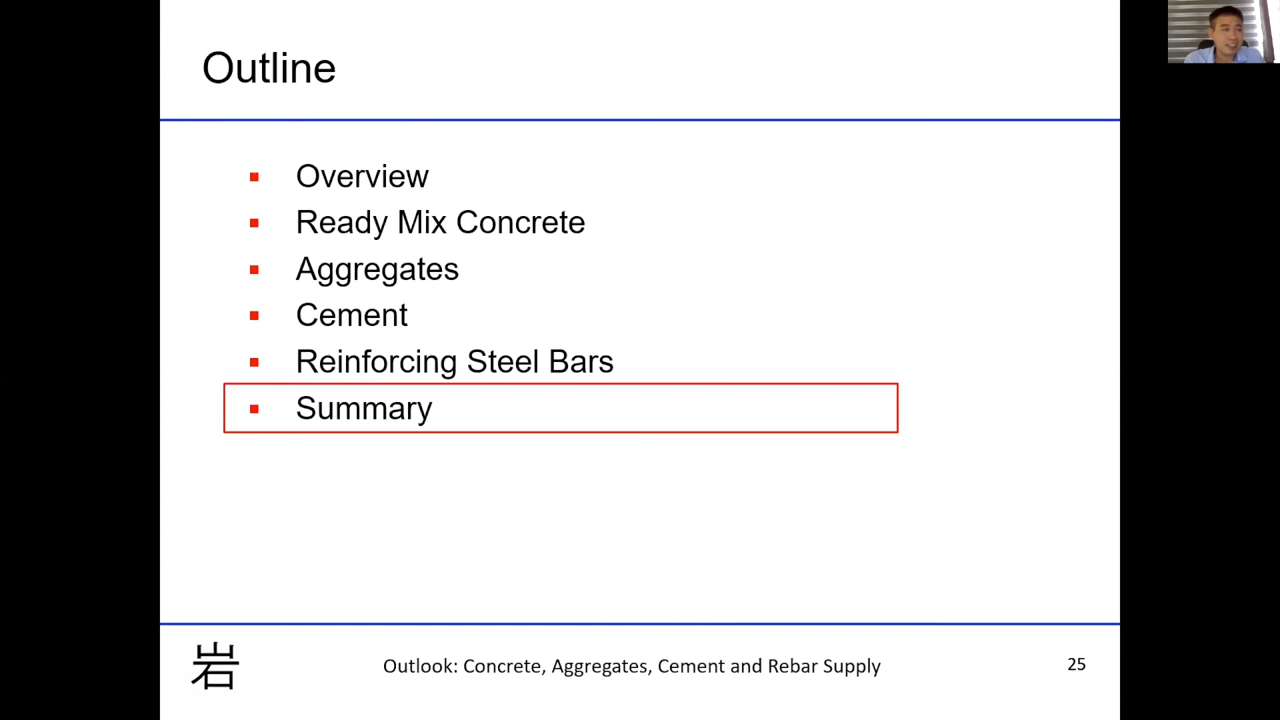 Outline
Overview
Ready Mix Concrete
Aggregates
Cement
Reinforcing Steel Bars
Summary
岩
Outlook: Concrete, Aggregates, Cement and Rebar Supply
25